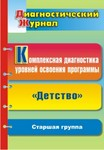 Диагностический
Журнал
Комплексная диагностика
уровней освоения программы
«Детство»
Старшая группа